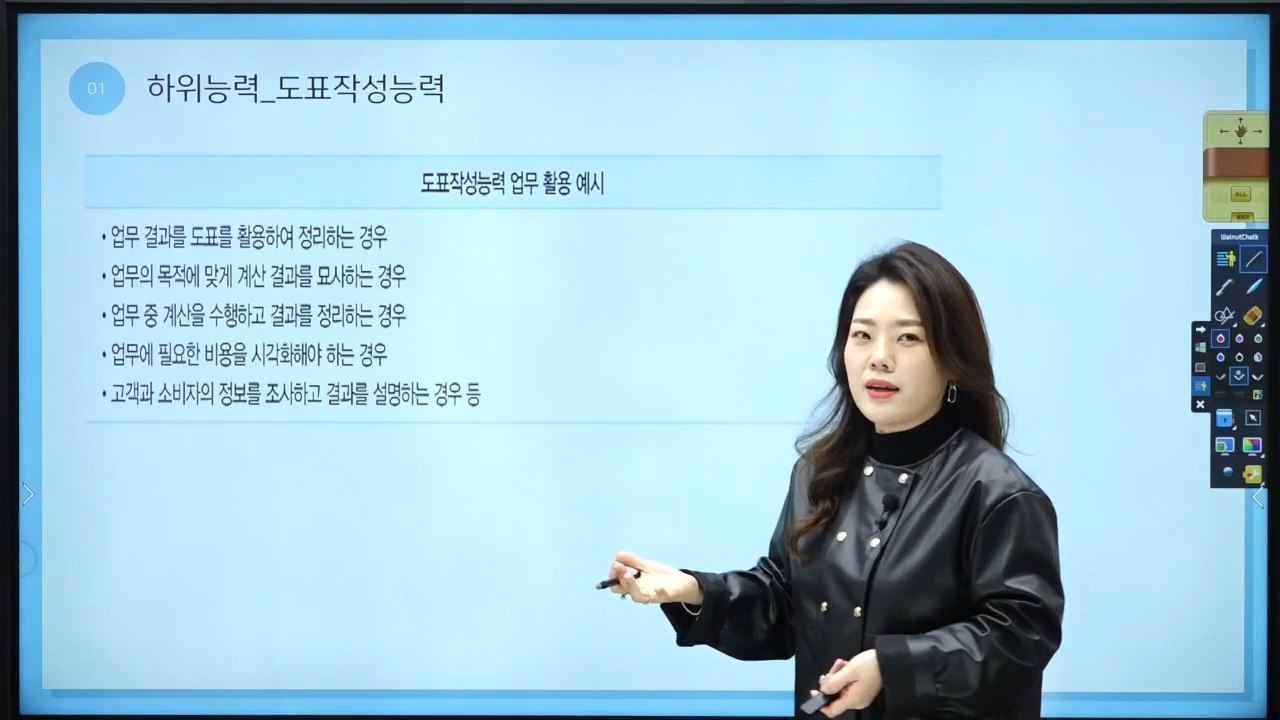 01
하위능력_도표작성능력
도표작성능력 업무 활용 예시
• 업무 결과를 도표를 활용하여 정리하는 경우
• 업무의 목적에 맞게 계산 결과를 묘사하는 경우
• 업무 중 계산을 수행하고 결과를 정리하는 경우
• 업무에 필요한 비용을 시각화해야 하는 경우
• 고객과 소비자의 정보를 조사하고 결과를 설명하는 경우 등
ALL
WalnutChalk